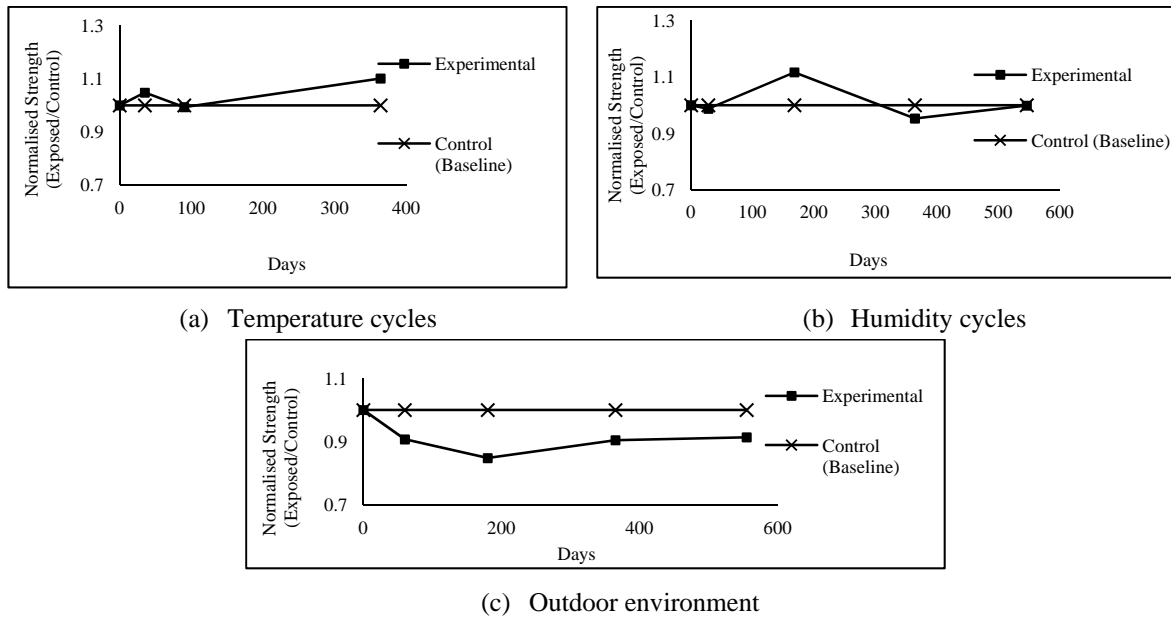 1.3
1.1
0.9
0.7
Normalised Strength
(Exposed/Control)
0 100 200 300 400
Days
Experimental
Control
(Baseline)
1.3
1.1
0.9
0.7
Normalised Strength
(Exposed/Control)
0 100 200 300 400 500 600
Days
Experimental
Control (Baseline)
(a) Temperature cycles
(b) Humidity cycles
1.1
0.9
0.7
Normalised Strength
(Exposed/Control)
0 200 400 600
Days
Experimental
Control
(Baseline)
(c) Outdoor environment